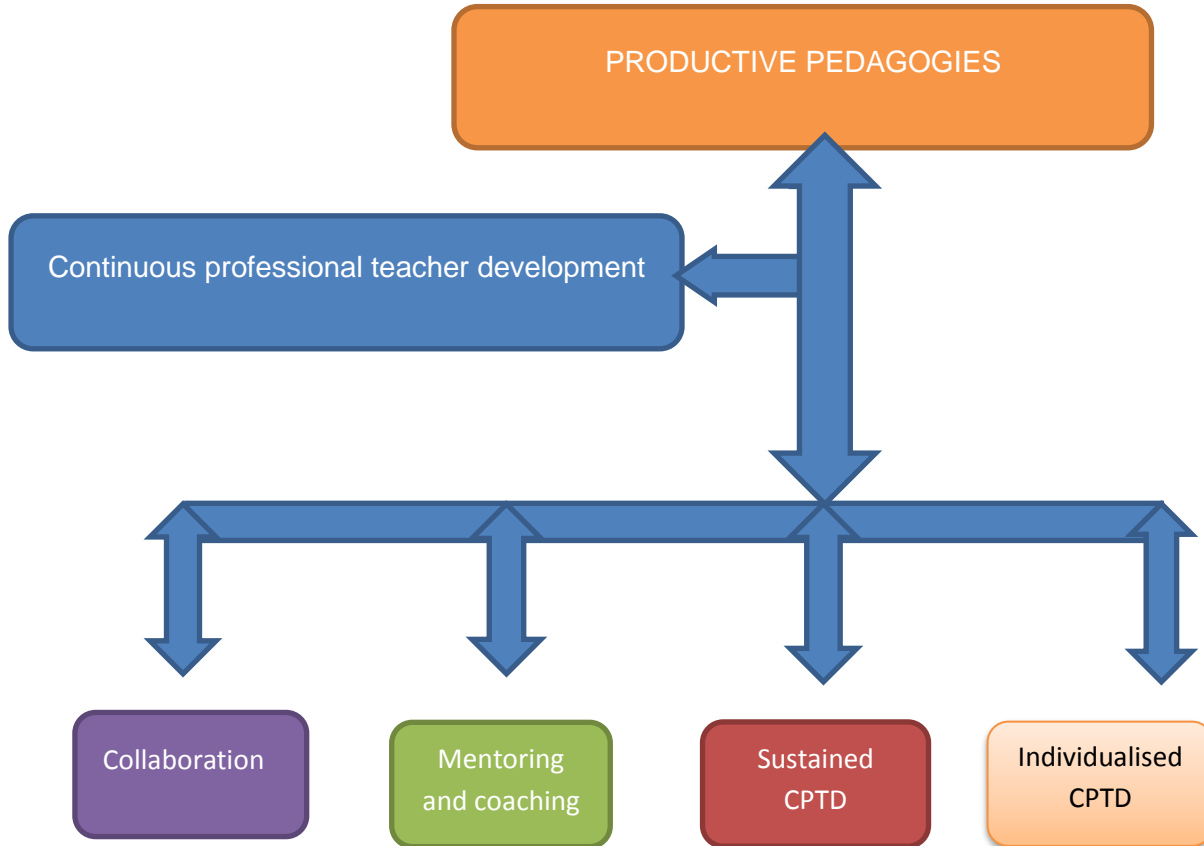 PRODUCTIVE PEDAGOGIES
Continuous professional teacher development
Collaboration
Mentoring
and coaching
Sustained
CPTD
Individualised
CPTD